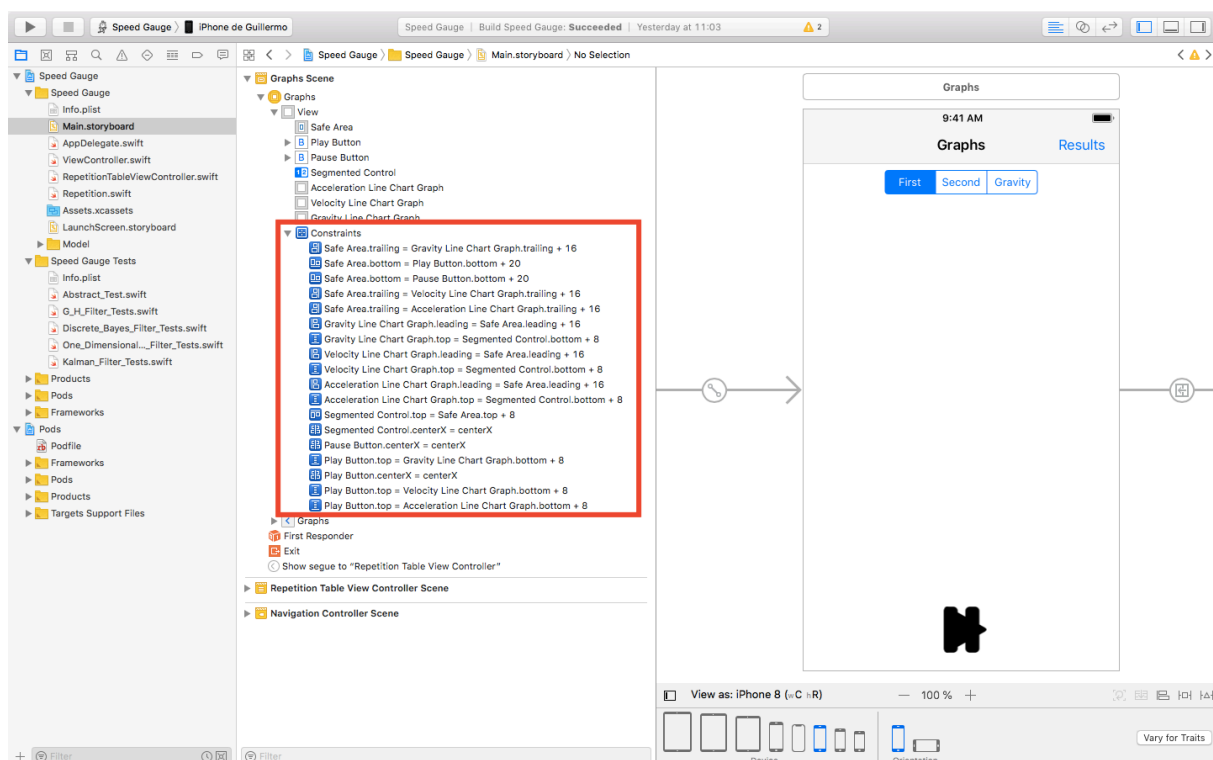 Speed Gauge 〉 iPhone de Guillermo
Speed Gauge | Build Speed Gauge: Succeeded | Yesterday at 11:03
2
Speed Gauge 〉 Speed Gauge 〉 Main.storyboard 〉 No Selection
Speed Gauge
Speed Gauge
Info.plist
Main.storyboard
AppDelegate.swift
ViewController.swift
RepetitionTableViewController.swift
Repetition.swift
Assets.xcassets
LaunchScreen.storyboard
Model
Speed Gauge Tests
Info.plist
Abstract_Test.swift
G_H_Filter_Tests.swift
Discrete_Bayes_Filter_Tests.swift
One_Dimensional..._Filter_Tests.swift
Kalman_Filter_Tests.swift
Products
Pods
Frameworks
Pods
Podfile
Frameworks
Pods
Products
Targets Support Files
Filter
Graphs Scene
Graphs
View
Safe Area
B Play Button
B Pause Button
1 2 Segmented Control
Acceleration Line Chart Graph
Velocity Line Chart Graph
Gravity Line Chart Graph
Constraints
Safe Area.trailing = Gravity Line Chart Graph.trailing + 16
Safe Area.bottom = Play Button.bottom + 20
Safe Area.bottom = Pause Button.bottom + 20
Safe Area.trailing = Velocity Line Chart Graph.trailing + 16
Safe Area.trailing = Acceleration Line Chart Graph.trailing + 16
Gravity Line Chart Graph.leading = Safe Area.leading + 16
Gravity Line Chart Graph.top = Segmented Control.bottom + 8
Velocity Line Chart Graph.leading = Safe Area.leading + 16
Velocity Line Chart Graph.top = Segmented Control.bottom + 8
Acceleration Line Chart Graph.leading = Safe Area.leading + 16
Acceleration Line Chart Graph.top = Segmented Control.bottom + 8
Segmented Control.top = Safe Area.top + 8
Segmented Control.centerX = centerX
Pause Button.centerX = centerX
Play Button.top = Gravity Line Chart Graph.bottom + 8
Play Button.centerX = centerX
Play Button.top = Velocity Line Chart Graph.bottom + 8
Play Button.top = Acceleration Line Chart Graph.bottom + 8
Graphs
First Responder
Exit
Show segue to "Repetition Table View Controller"
Repetition Table View Controller Scene
Navigation Controller Scene
Filter
Graphs
9:41 AM
Graphs Results
First Second Gravity
View as: iPhone 8 (wC hR)
— 100 % +
Vary for Traits
Device
Orientation